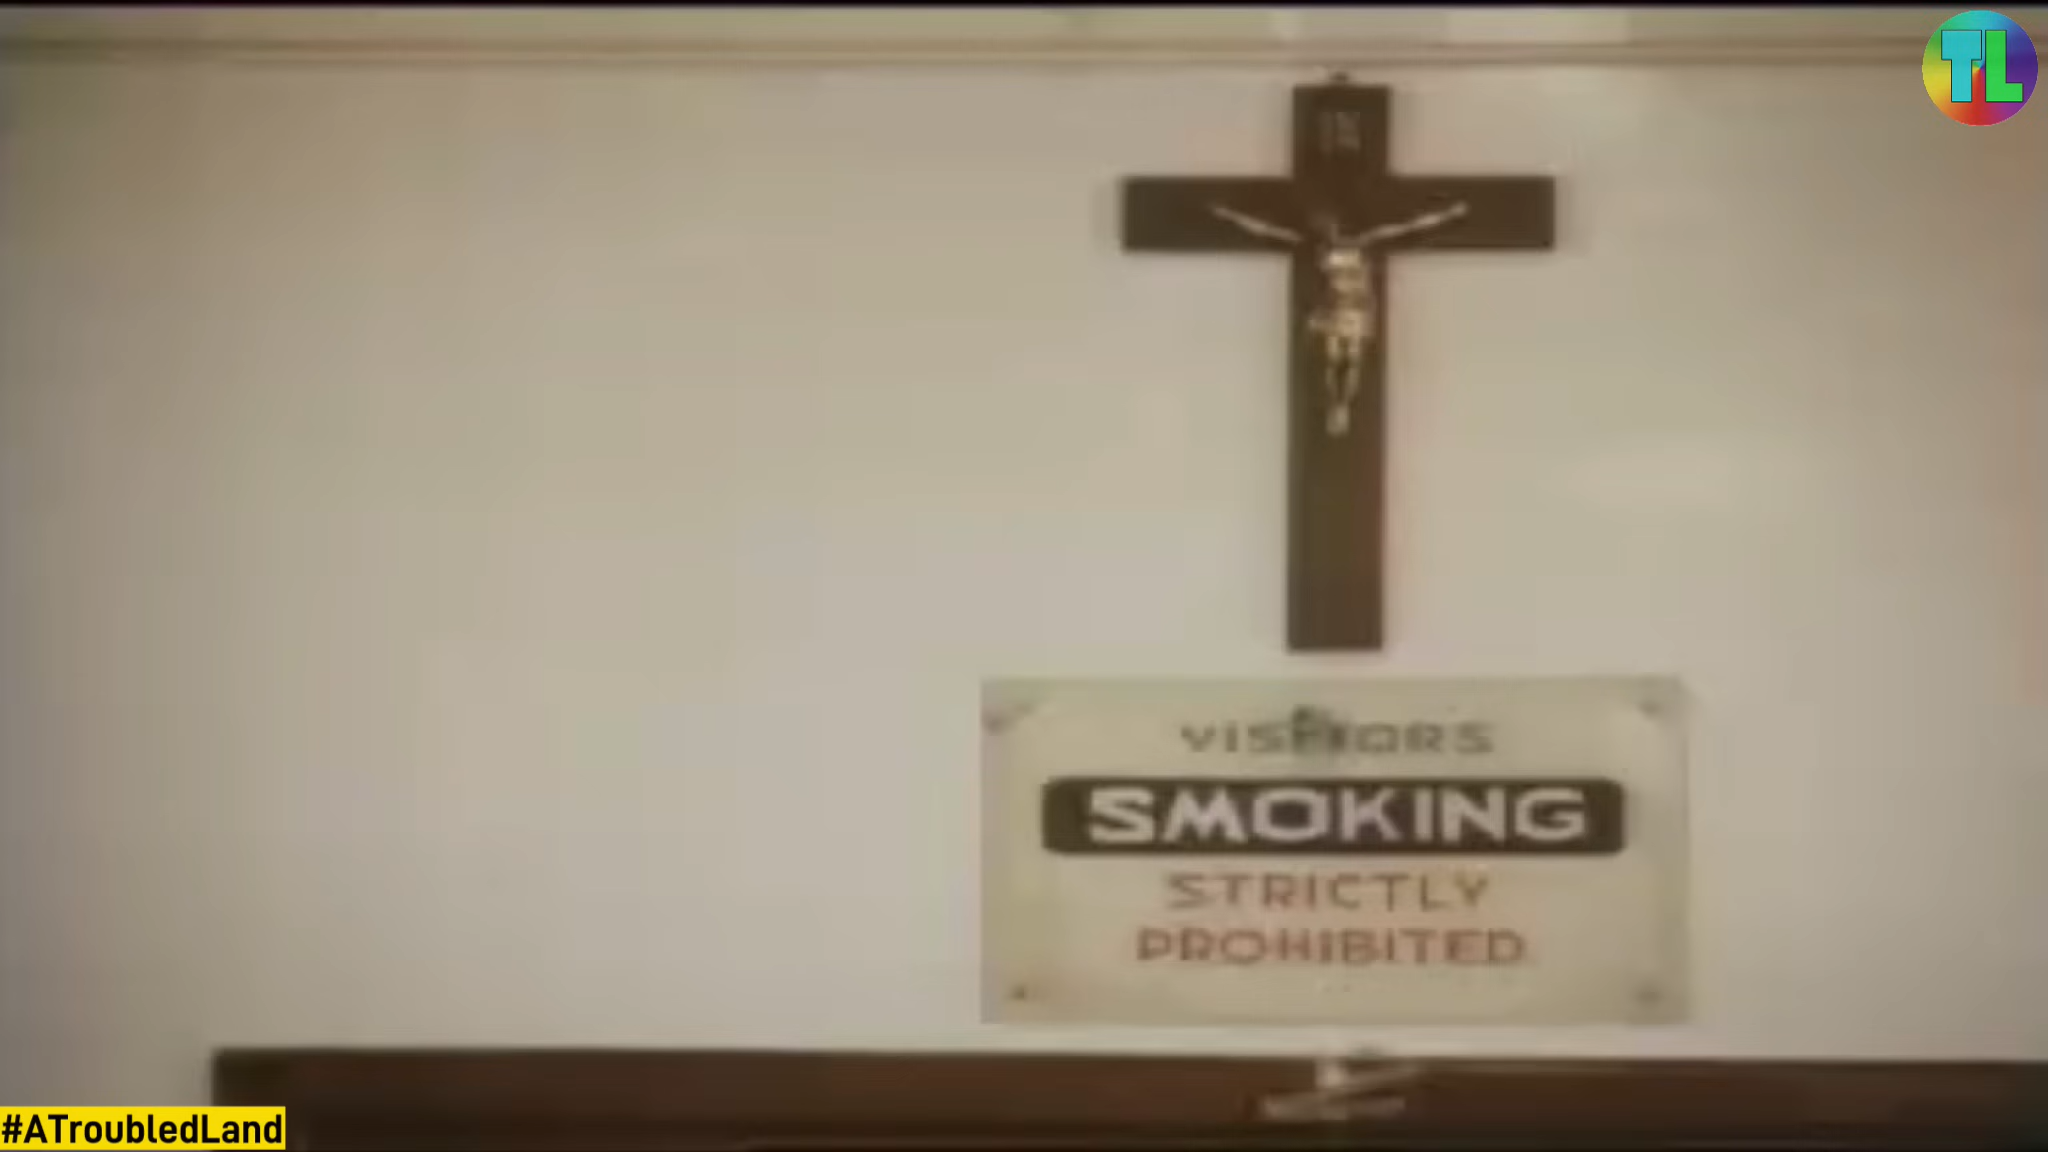 TL
VISITORS
SMOKING
STRICTLY
PROHIBITED
#ATroubledLand